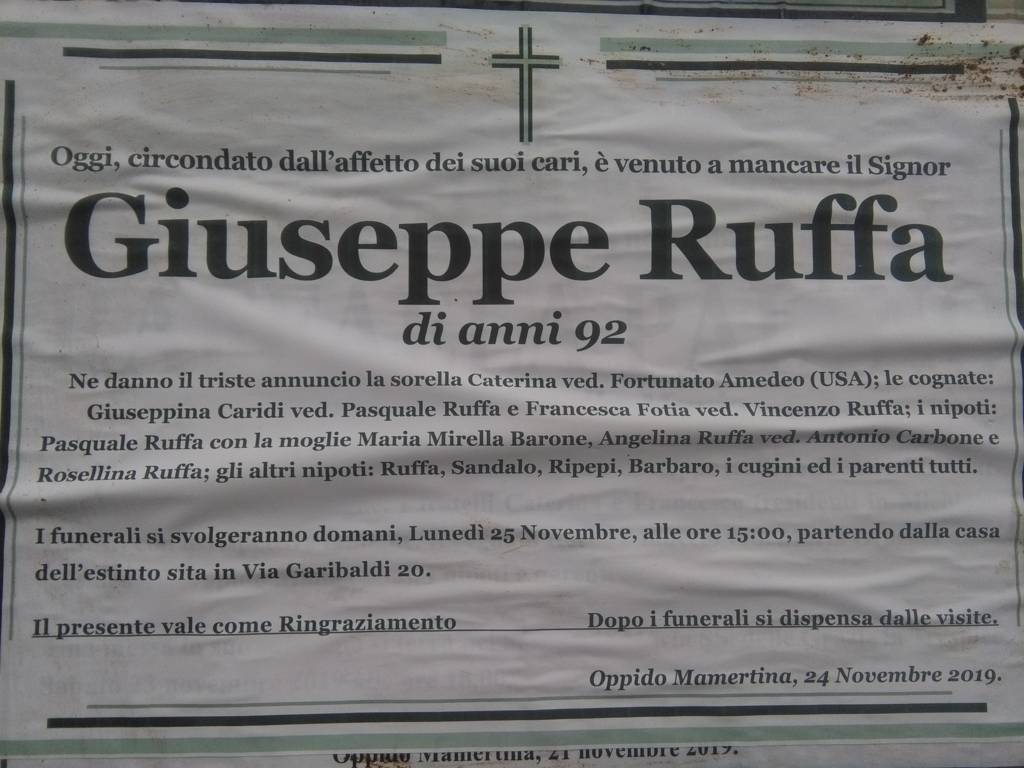 Oggi, circondato dall'affetto dei suoi cari, è venuto a mancare il Signor
Giuseppe Ruffa
di anni 92
Ne danno il triste annuncio la sorella Caterina ved. Fortunato Amedeo (USA); le cognate:
Giuseppina Caridi ved. Pasquale Ruffa e Francesca Fotia ved. Vincenzo Ruffa; i nipoti:
Pasquale Ruffa con la moglie Maria Mirella Barone, Angelina Ruffa ved. Antonio Carbone e
Rosellina Ruffa; gli altri nipoti: Ruffa, Sandalo, Ripepi, Barbaro, i cugini ed i parenti tutti.
I funerali si svolgeranno domani, Lunedì 25 Novembre, alle ore 15:00, partendo dalla casa
dell'estinto sita in Via Garibaldi 20.
Il presente vale come Ringraziamento Dopo i funerali si dispensa dalle visite.
Oppido Mamertina, 24 Novembre 2019.
Oppido Mamertina, 21 novembre 2019.